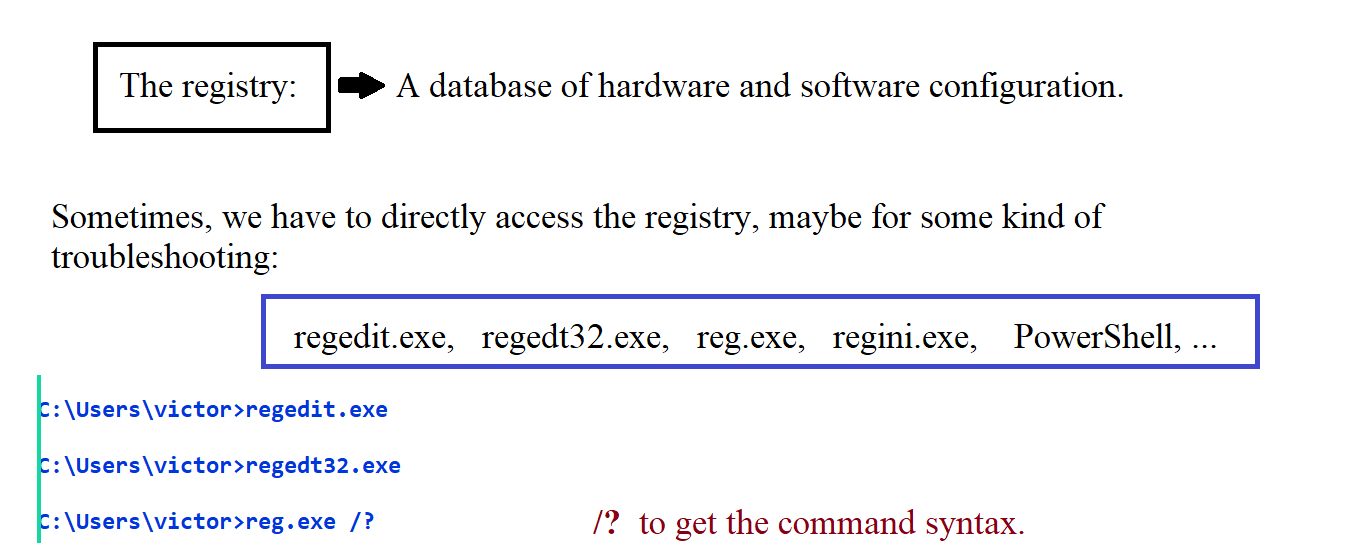 The registry: A database of hardware and software configuration.
Sometimes, we have to directly access the registry, maybe for some kind of
troubleshooting:
regedit.exe, regedt32.exe, reg.exe, regini.exe, PowerShell, ...
C:\Users\victor>regedit.exe
C:\Users\victor>regedt32.exe
C:\Users\victor>reg.exe /? /? to get the command syntax.